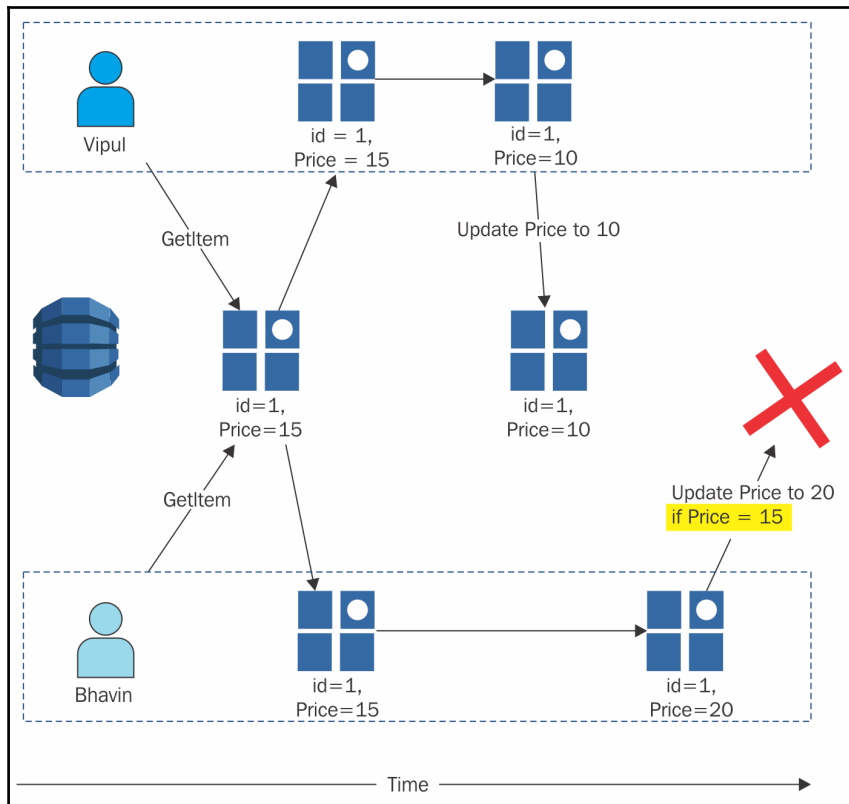 Vipul
id = 1,
Price = 15
id=1,
Price=10
GetItem
Update Price to 10
id=1,
Price=15
id=1,
Price=10
GetItem
Update Price to 20
if Price = 15
Bhavin
id=1,
Price=15
id=1,
Price=20
Time